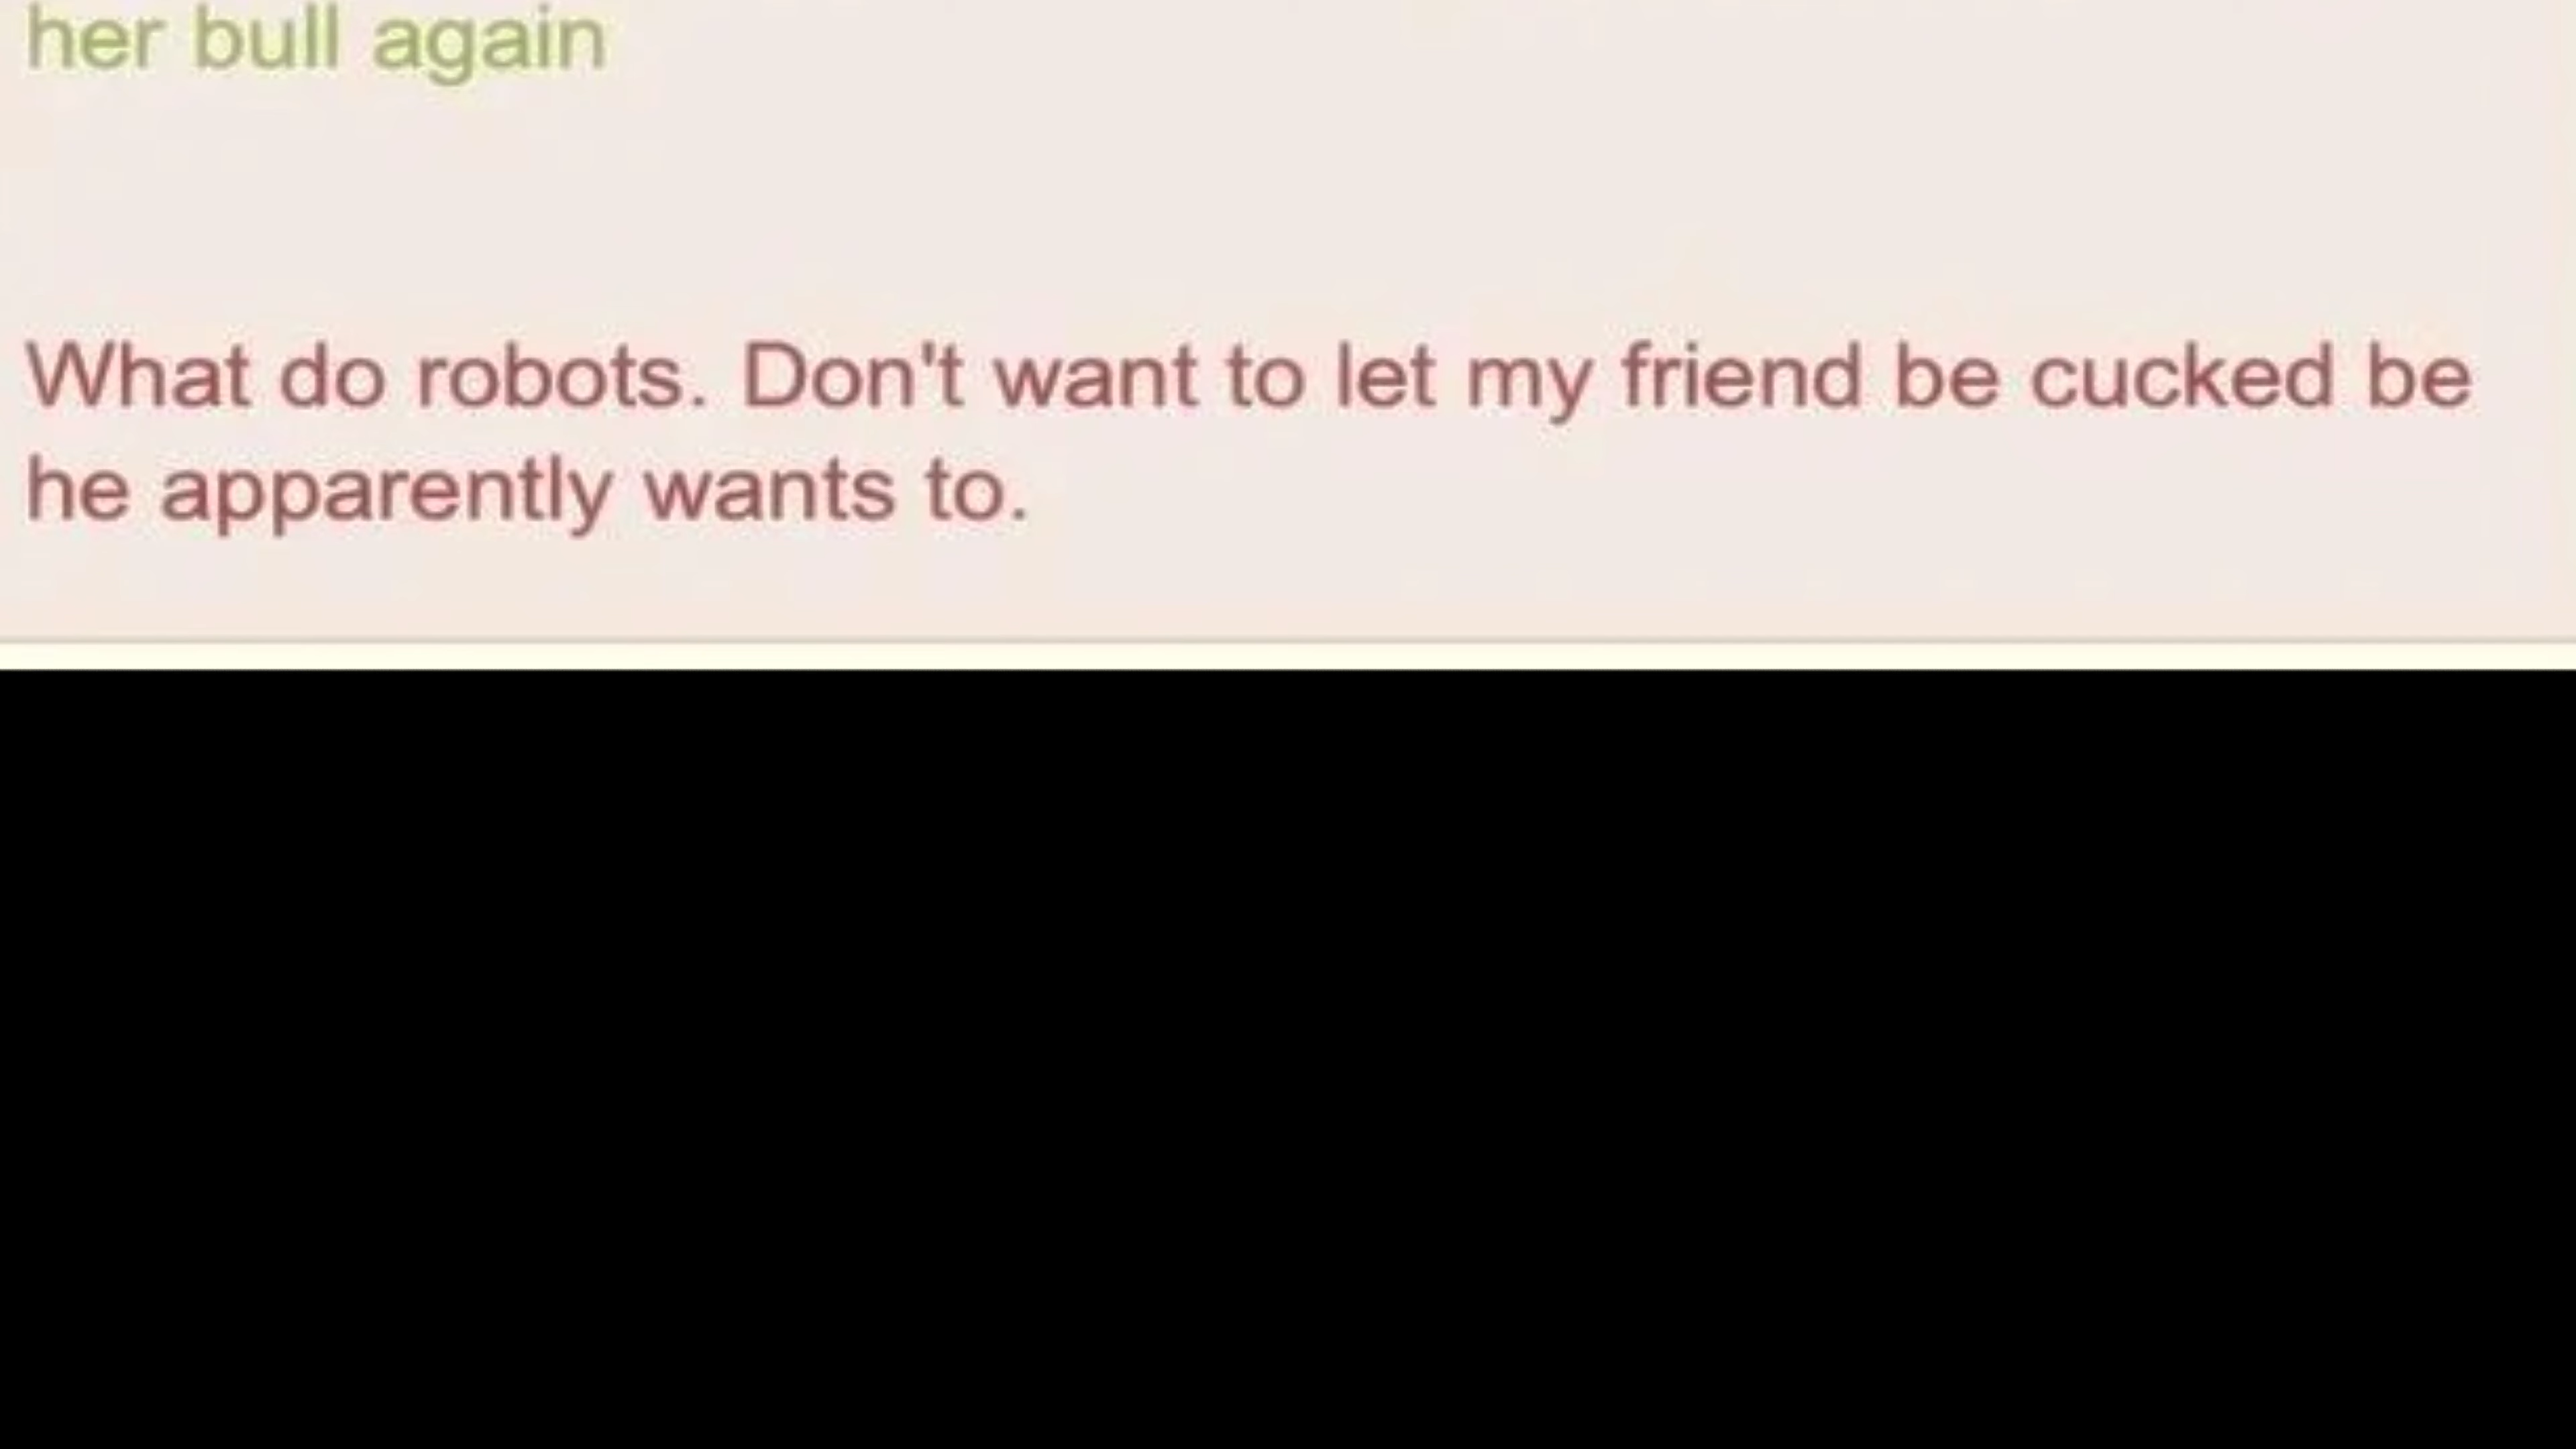 her bull again
What do robots. Don't want to let my friend be cucked be
he apparently wants to.